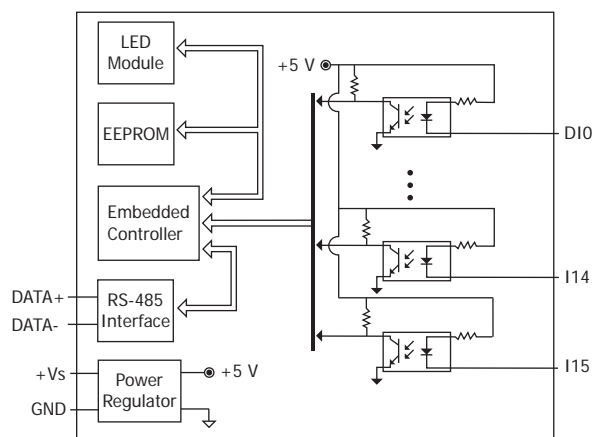 LED
Module
+5 V
EEPROM
DI0
Embedded
Controller
I14
DATA+
DATA-
RS-485
Interface
I15
+Vs
GND
Power
Regulator
+5 V